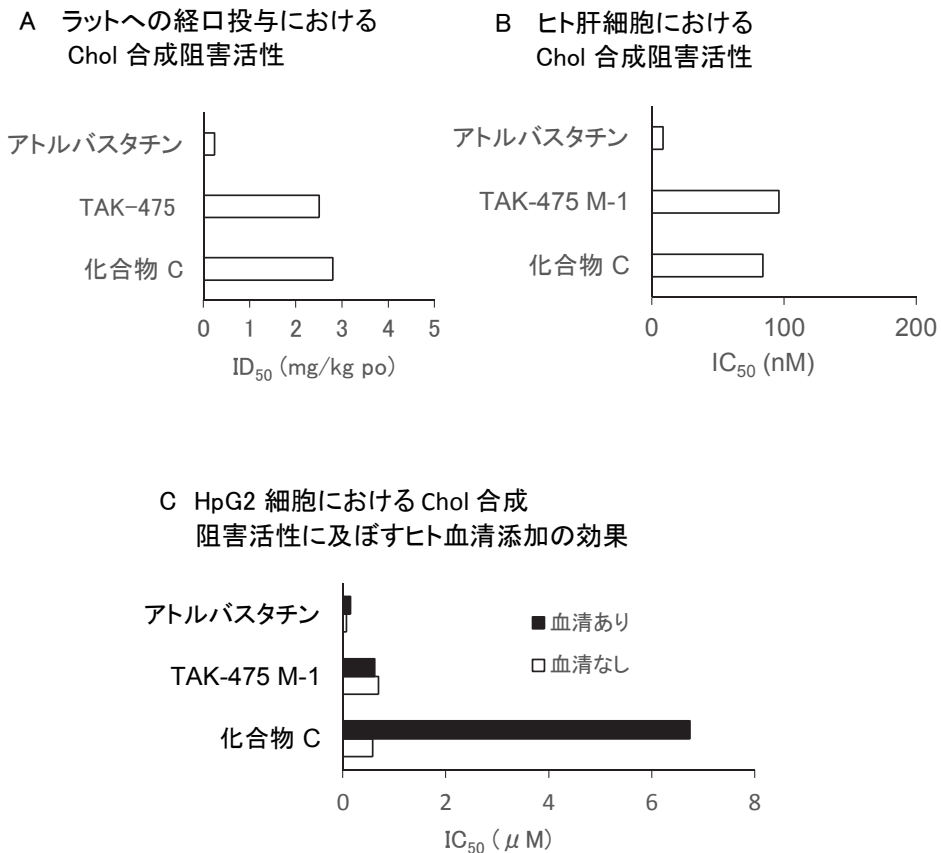 A ラットへの経口投与における
Chol 合成阻害活性
アトルバスタチン
TAK-475
化合物 C
0 1 2 3 4 5
ID50 (mg/kg po)
B ヒト肝細胞における
Chol 合成阻害活性
アトルバスタチン
TAK-475 M-1
化合物 C
0 100 200
IC50 (nM)
C HpG2 細胞における Chol 合成
阻害活性に及ぼすヒト血清添加の効果
アトルバスタチン
TAK-475 M-1
化合物 C
■血清あり
□血清なし
0 2 4 6 8
IC50 (μM)